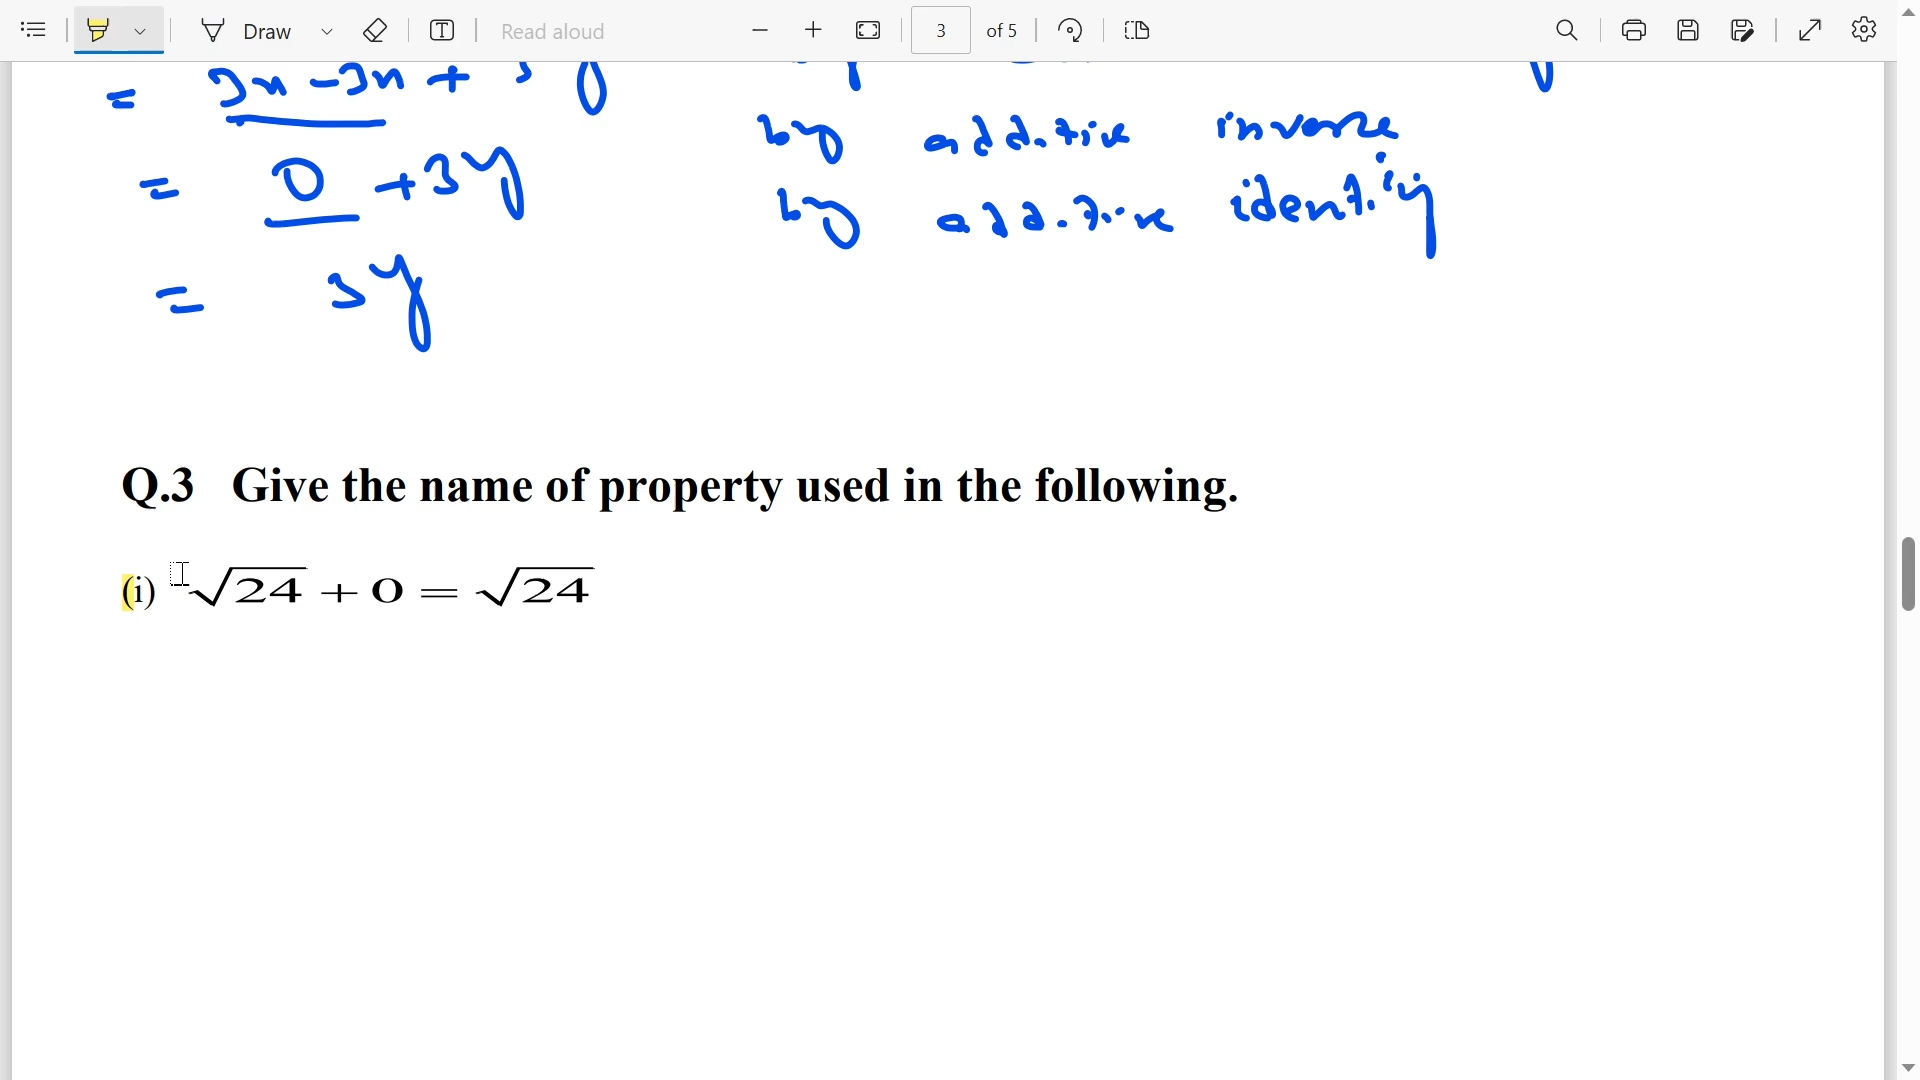 Draw
Read aloud
3 of 5
= 3x - 3x + 3y
by additive inverse
= 0 + 3y
by additive identity
= 3y
Q.3 Give the name of property used in the following.
(i) √24 + 0 = √24